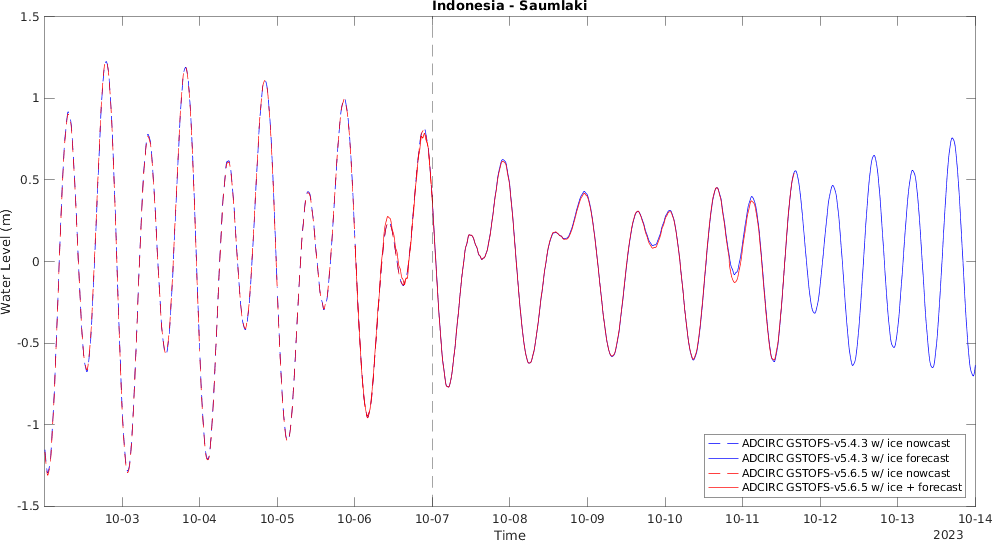 Indonesia - Saumlaki
1.5
1
0.5
0
-0.5
-1
-1.5
Water Level (m)
10-03 10-04 10-05 10-06 10-07 10-08 10-09 10-10 10-11 10-12 10-13 10-14
Time
2023
ADCIRC GSTOFS-v5.4.3 w/ ice nowcast
ADCIRC GSTOFS-v5.4.3 w/ ice forecast
ADCIRC GSTOFS-v5.6.5 w/ ice nowcast
ADCIRC GSTOFS-v5.6.5 w/ ice + forecast